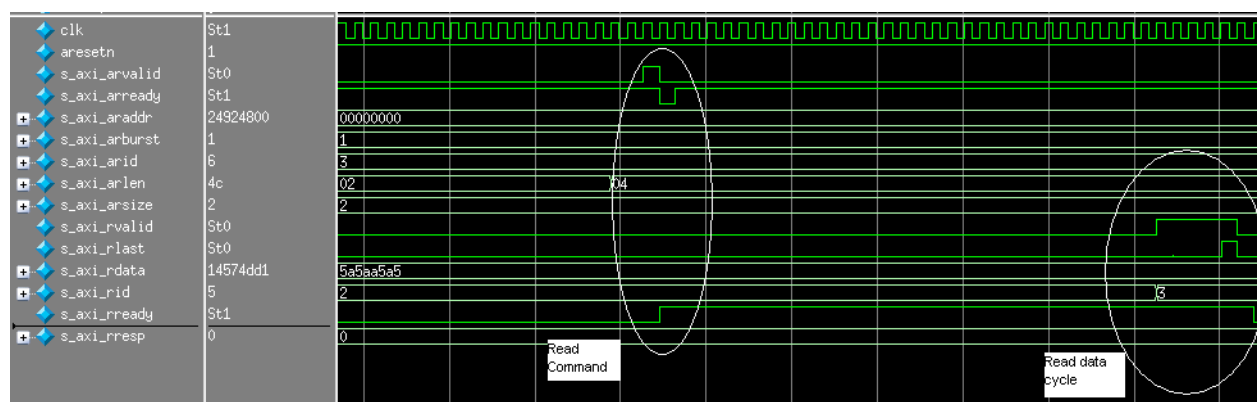 clk St1
aresetn 1
s_axi_arvalid St0
s_axi_arready St1
s_axi_araddr 24924800 00000000
s_axi_arburst 1 1
s_axi_arid 6 3
s_axi_arlen 4c 02 04
s_axi_arsize 2 2
s_axi_rvalid St0
s_axi_rlast St0
s_axi_rdata 14574dd1 5a5aa5a5
s_axi_rid 5 2 3
s_axi_rready St1
s_axi_rresp 0 0
Read
Command
Read data
cycle